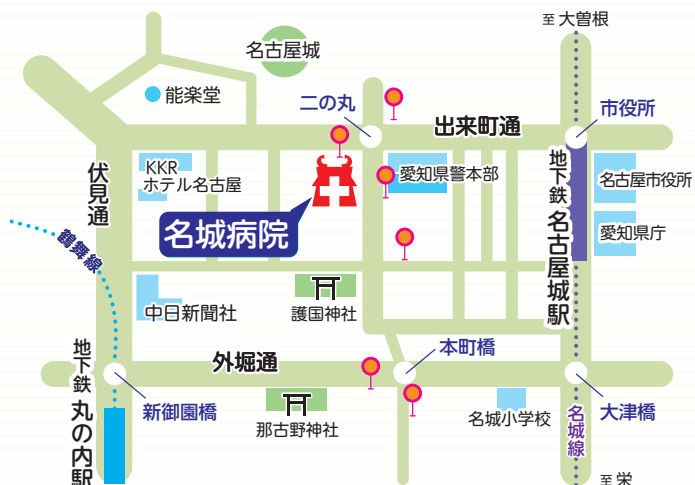 至 大曽根
名古屋城
能楽堂
二の丸
市役所
出来町通
伏見通
KKR
ホテル名古屋
愛知県警本部
地下鉄 名古屋城駅
名古屋市役所
名城病院
愛知県庁
鶴舞線
中日新聞社
護国神社
地下鉄 丸の内駅
外堀通
本町橋
新御園橋
那古野神社
名城小学校
名城線
大津橋
至 栄